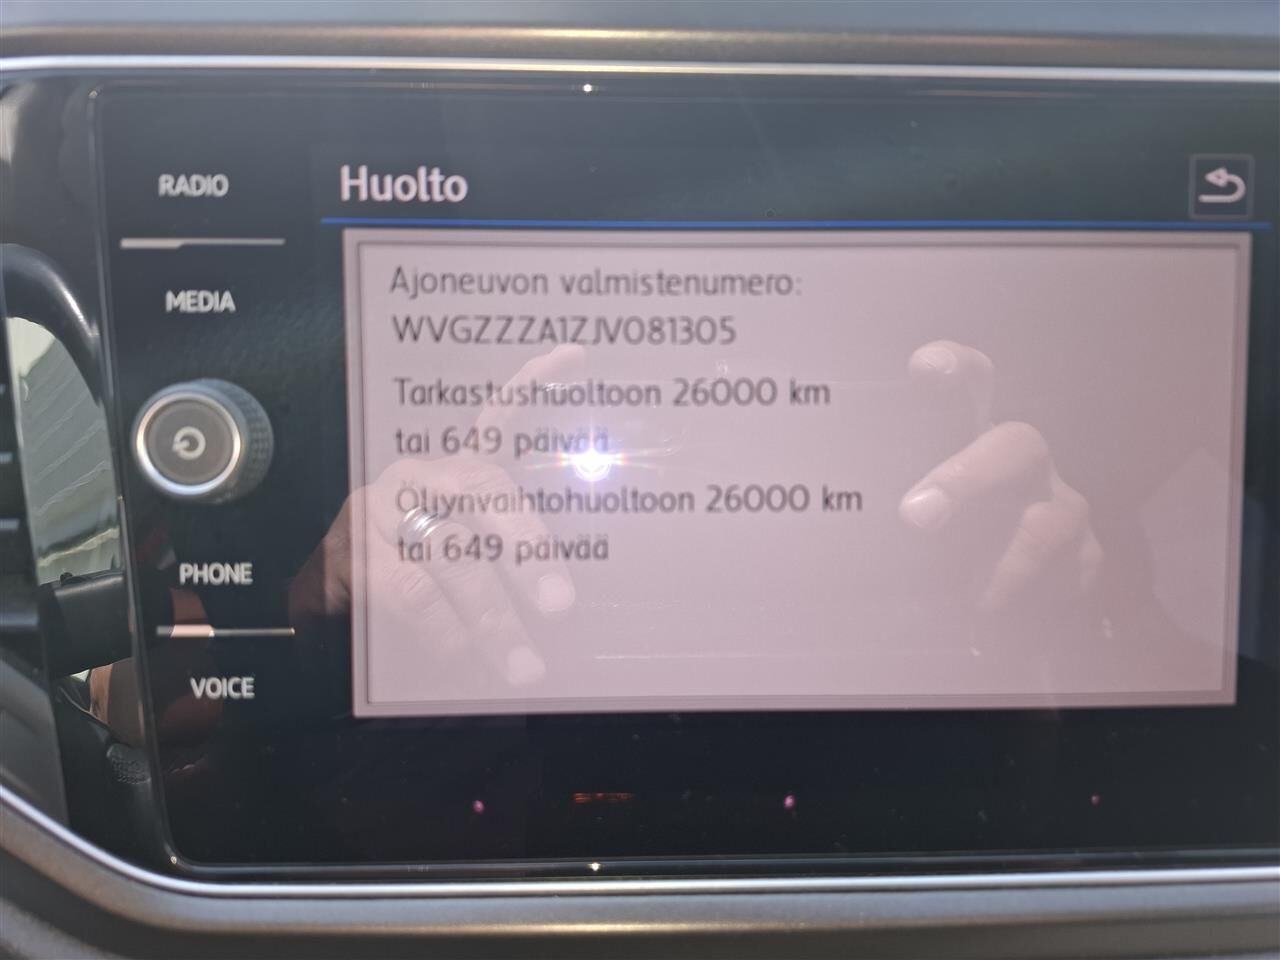 RADIO
Huolto
MEDIA
Ajoneuvon valmistenumero:
WVGZZZA1ZJV081305
Tarkastushuoltoon 26000 km
tai 649 päivää
Öljynvaihtohuoltoon 26000 km
tai 649 päivää
PHONE
VOICE